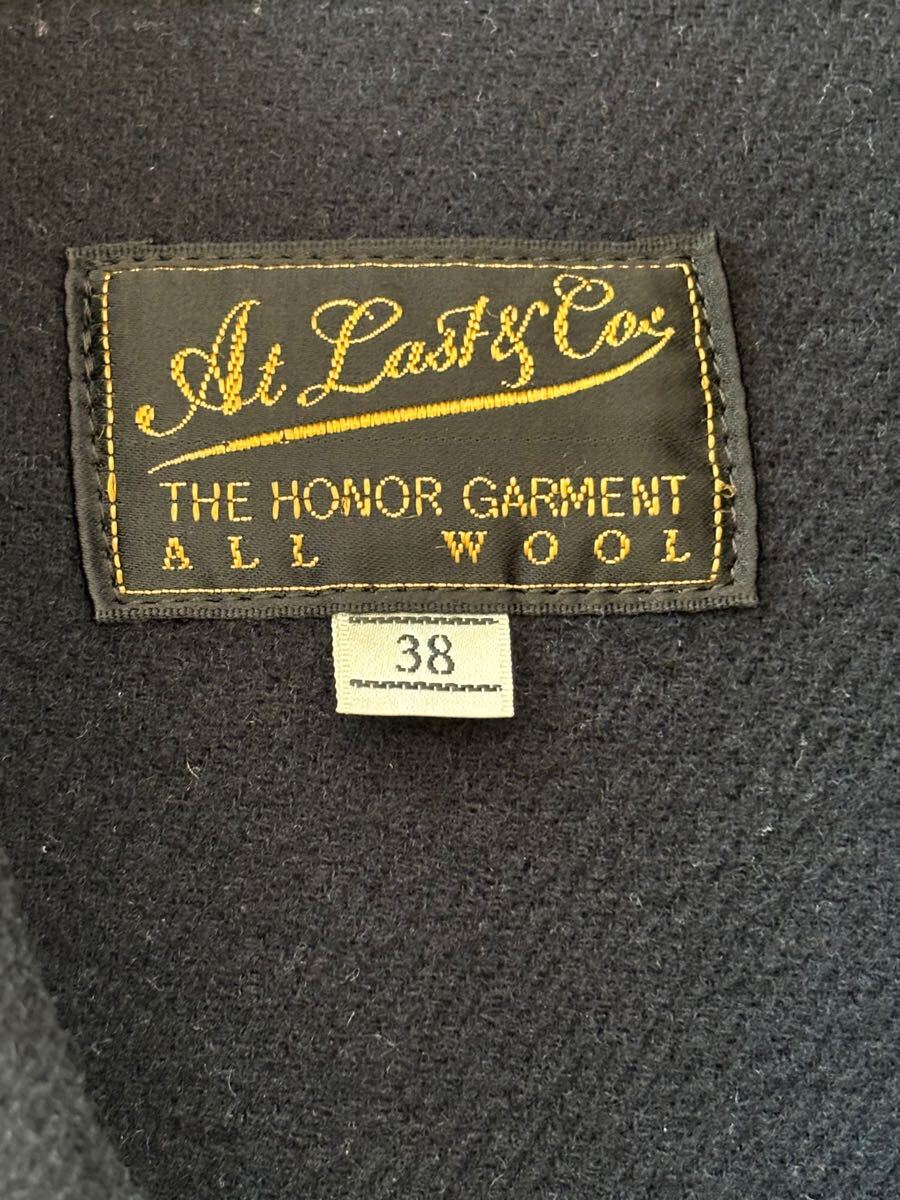 At Last & Co.
THE HONOR GARMENT
ALL WOOL
38